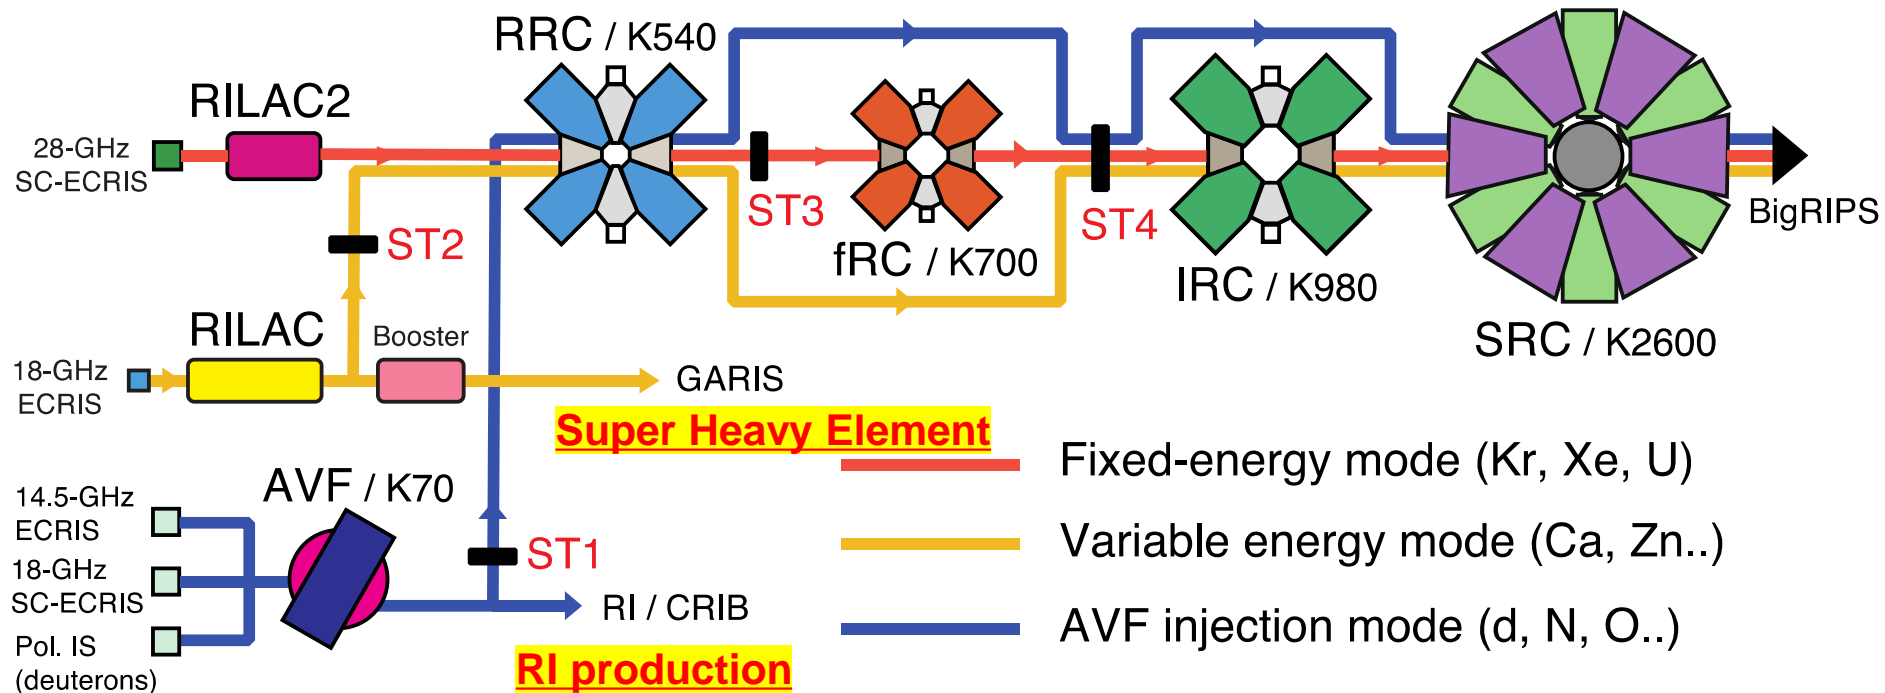 RRC / K540
RILAC2
28-GHz
SC-ECRIS
ST3
ST4
BigRIPS
ST2
fRC / K700
IRC / K980
SRC / K2600
RILAC
Booster
18-GHz
ECRIS
GARIS
Super Heavy Element
Fixed-energy mode (Kr, Xe, U)
AVF / K70
14.5-GHz
ECRIS
Variable energy mode (Ca, Zn..)
ST1
18-GHz
SC-ECRIS
RI / CRIB
AVF injection mode (d, N, O..)
Pol. IS
(deuterons)
RI production